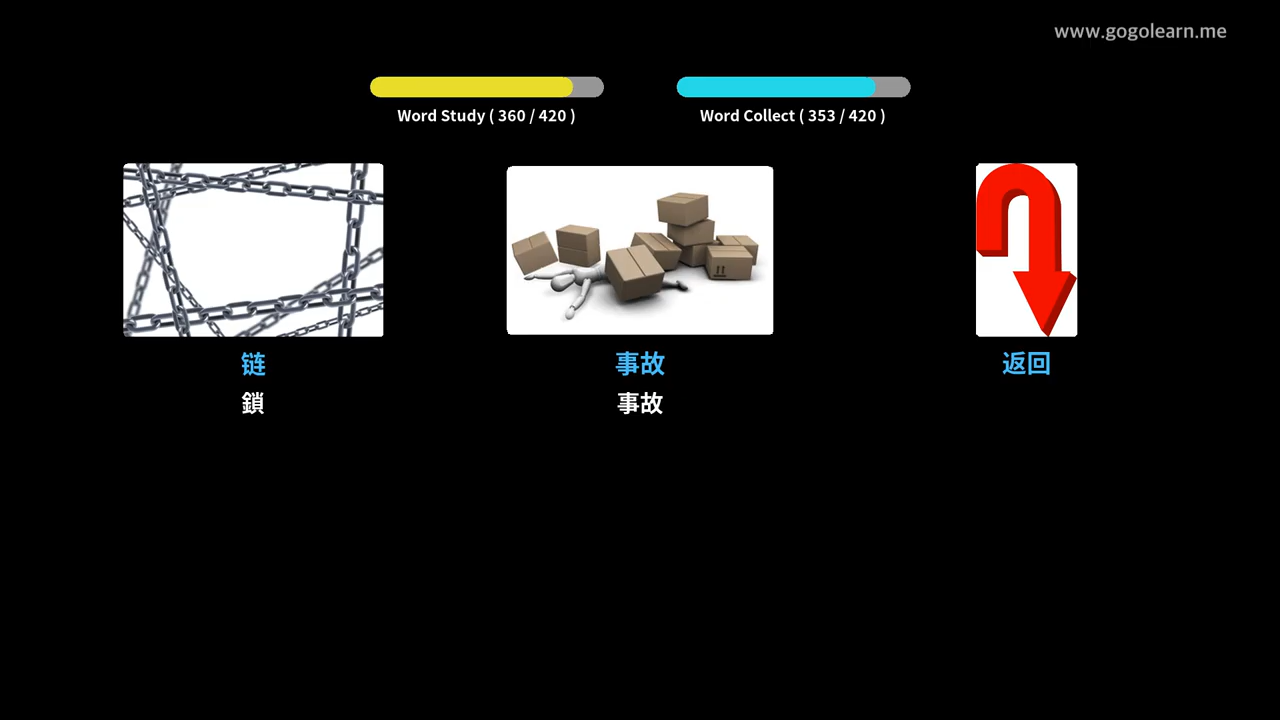 www.gogolearn.me
Word Study ( 360 / 420 )
Word Collect ( 353 / 420 )
链
事故
返回
鎖
事故